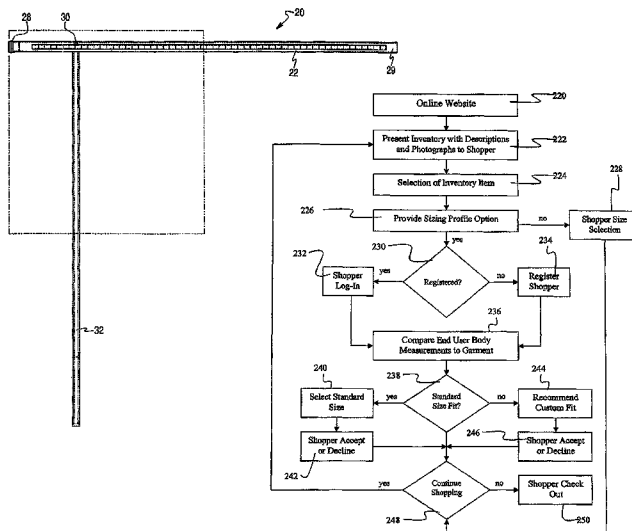 20
28
30
22
29
32
Online Website
220
Present Inventory with Descriptions
and Photographs to Shopper
222
Selection of Inventory Item
224
226
Provide Sizing Proffic Option
no
228
Shopper Size
Selection
yes
230
232
Shopper
Log-In
yes
Registered?
no
234
Register
Shopper
236
Compare End User Body
Measurements to Garment
238
240
Select Standard
Size
yes
Standard
Size Fit?
no
244
Recommend
Custom Fit
242
Shopper Accept
or Decline
246
Shopper Accept
or Decline
yes
Continue
Shopping
no
248
Shopper Check
Out
250